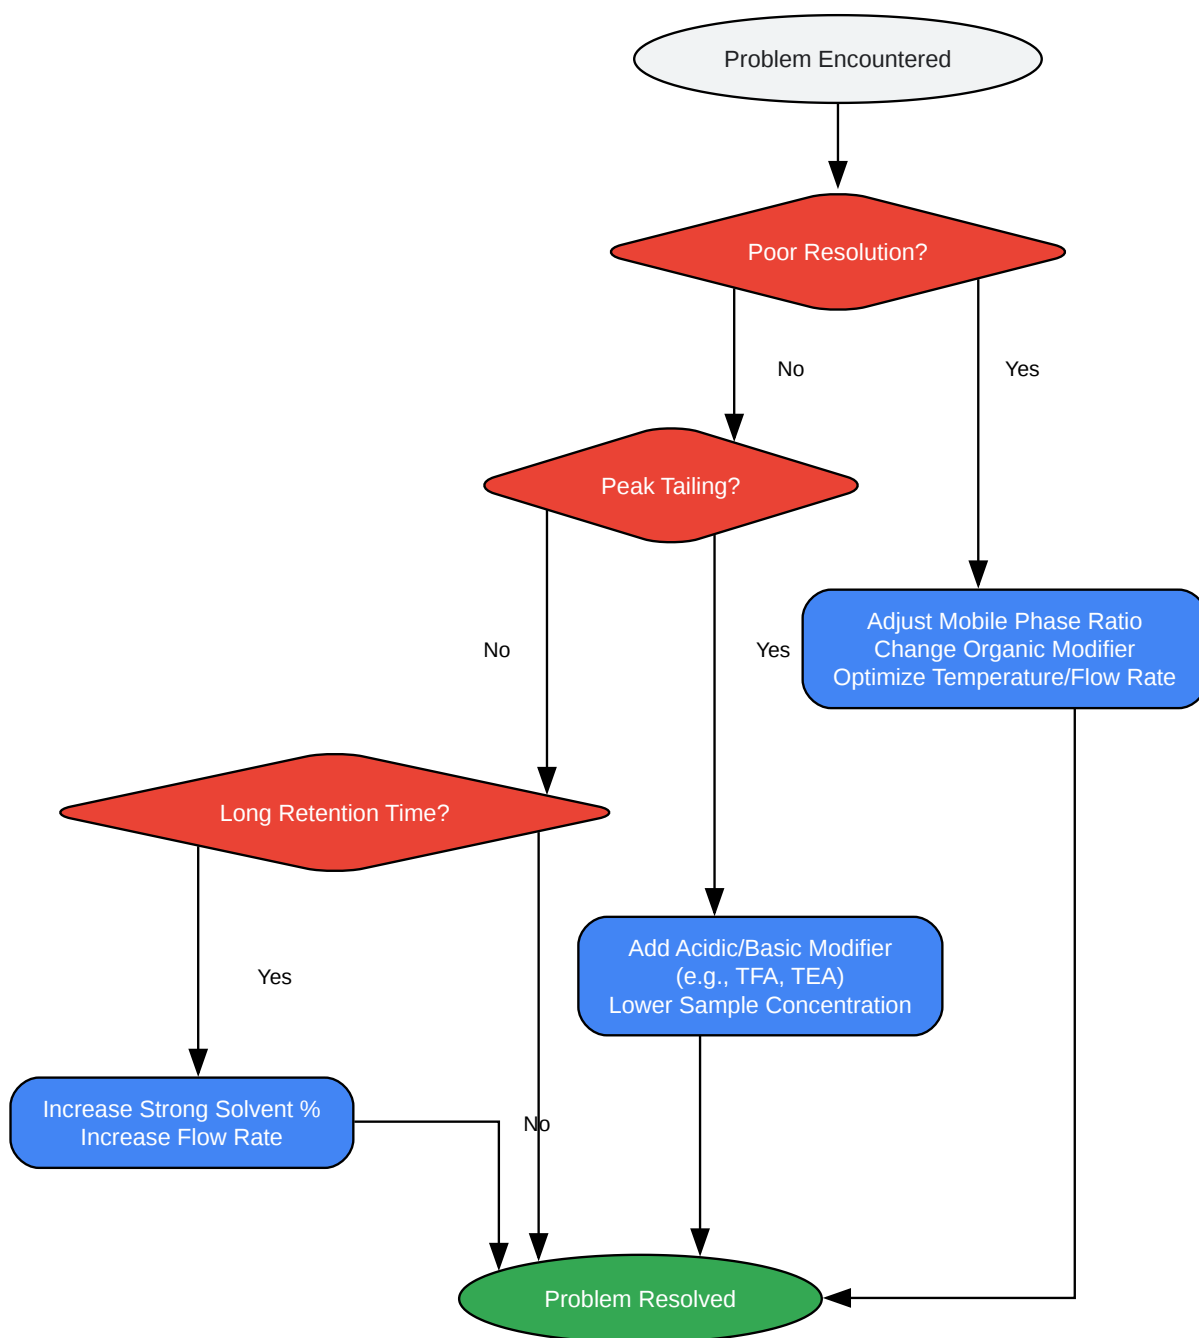 Problem Encountered
Poor Resolution?
No
Yes
Peak Tailing?
Adjust Mobile Phase Ratio
Change Organic Modifier
Optimize Temperature/Flow Rate
No
Yes
Long Retention Time?
Add Acidic/Basic Modifier
(e.g., TFA, TEA)
Lower Sample Concentration
Yes
Increase Strong Solvent %
Increase Flow Rate
No
Problem Resolved